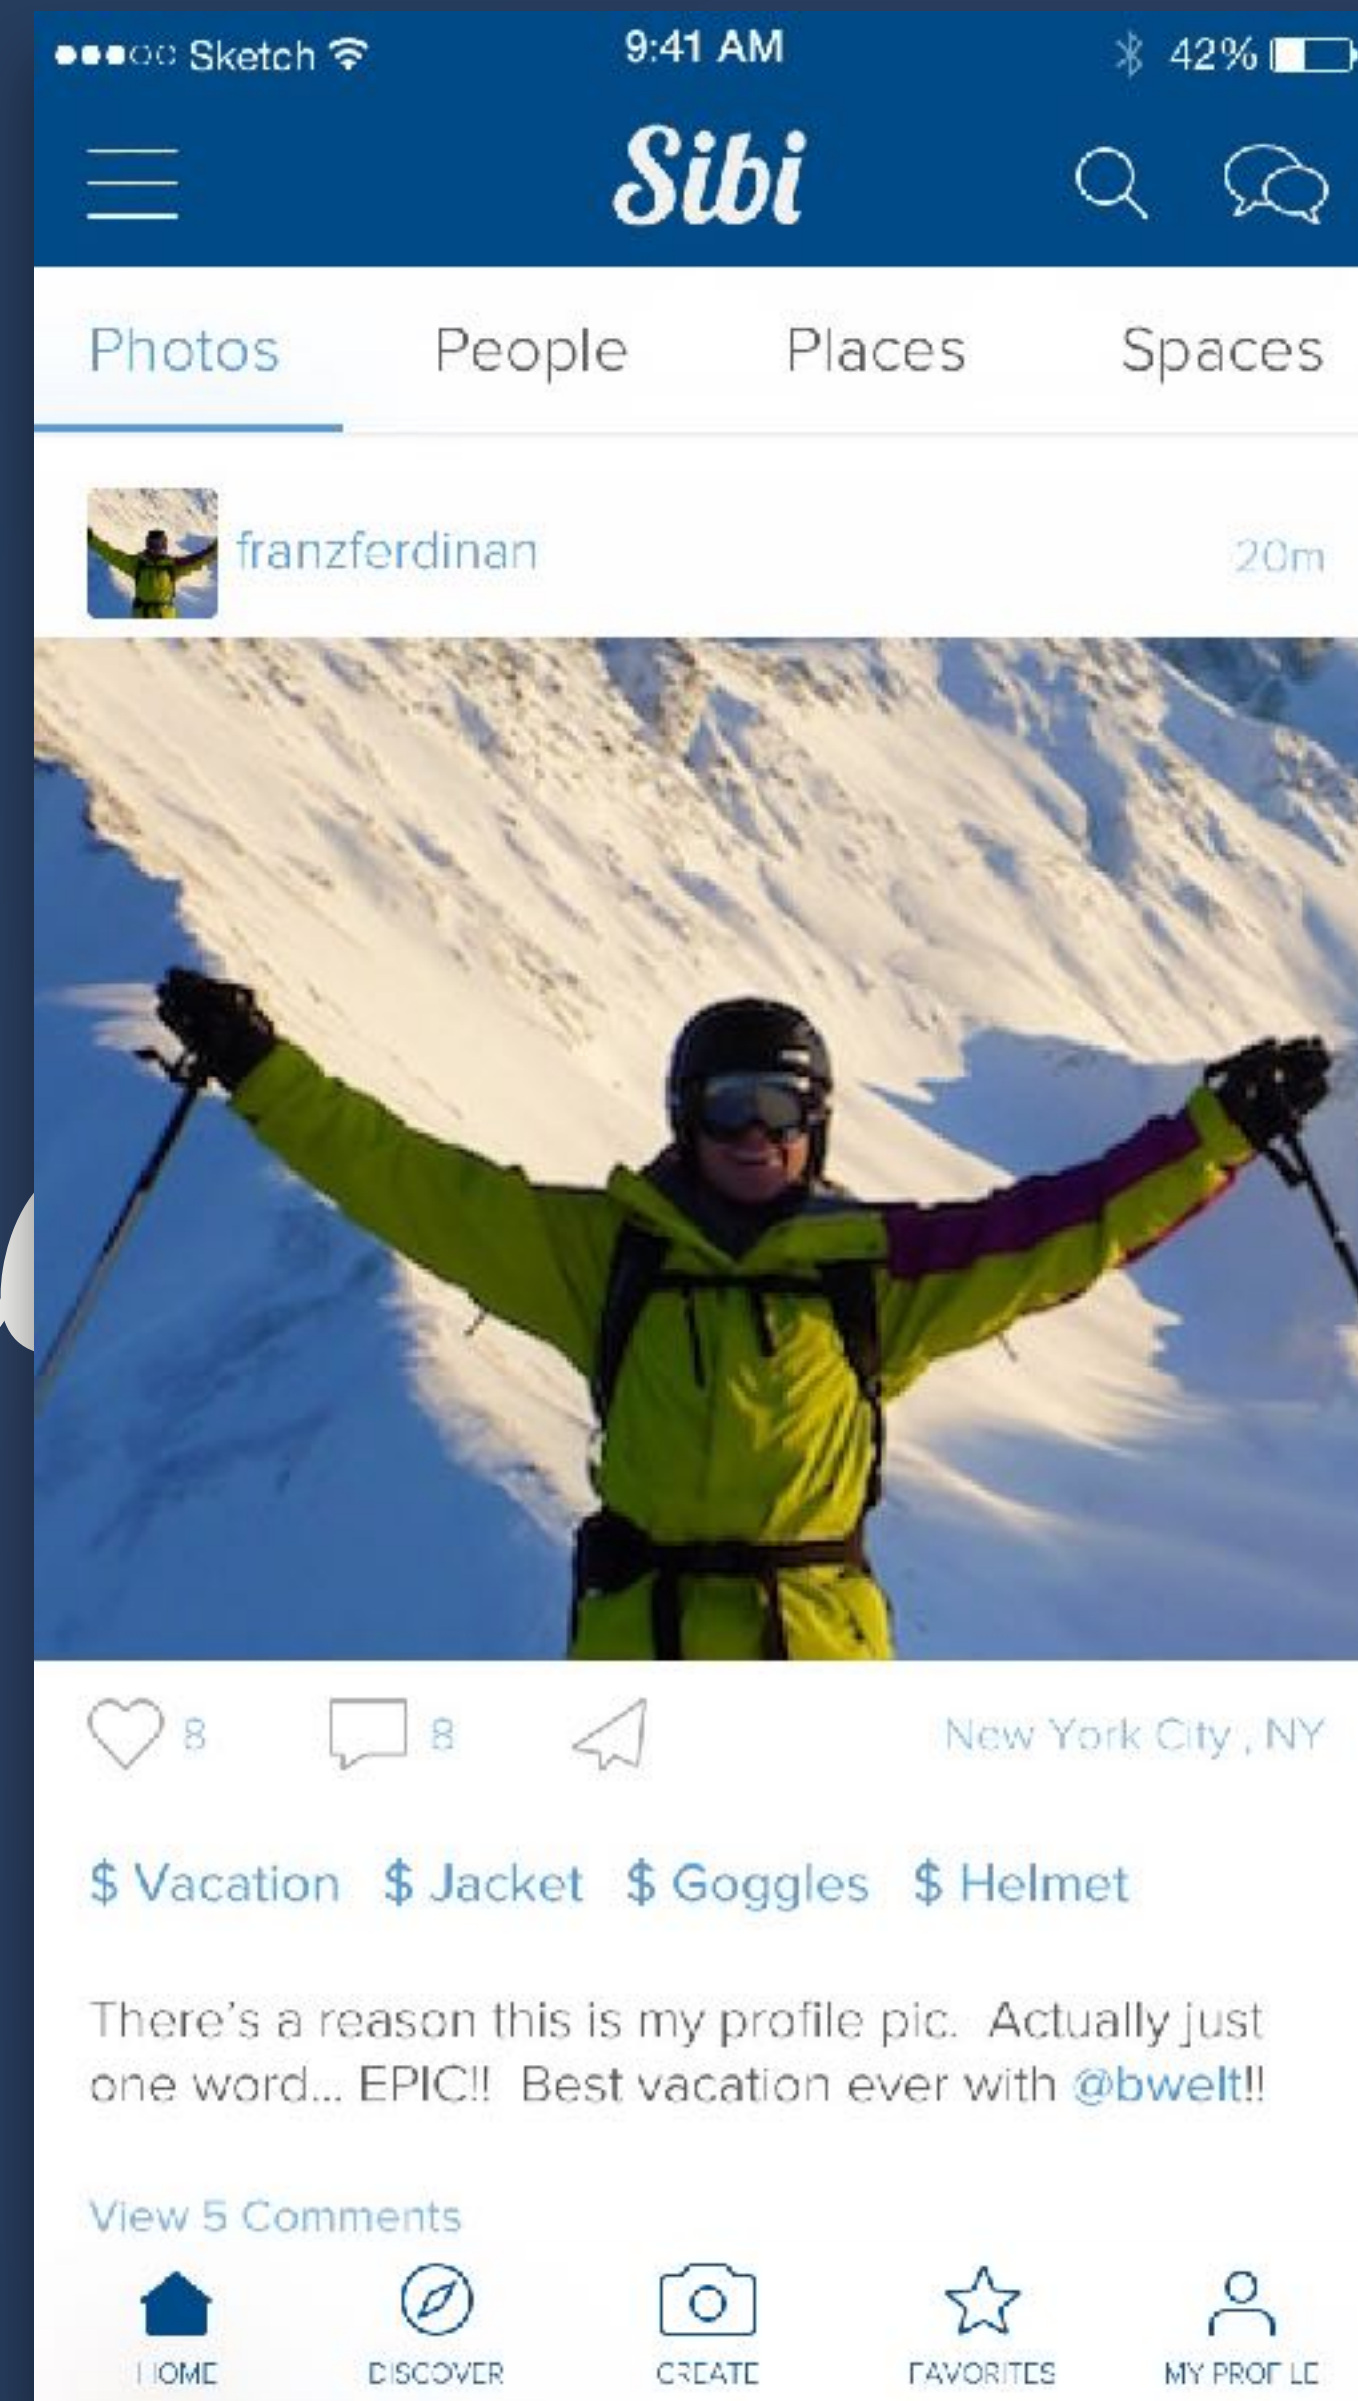 Sketch 9:41 AM 42%
Sibi
Photos People Places Spaces
franzferdinan 20m
8 8 New York City , NY
$ Vacation $ Jacket $ Goggles $ Helmet
There's a reason this is my profile pic. Actually just
one word... EPIC!! Best vacation ever with @bwelt!!
View 5 Comments
HOME DISCOVER CREATE FAVORITES MY PROFILE